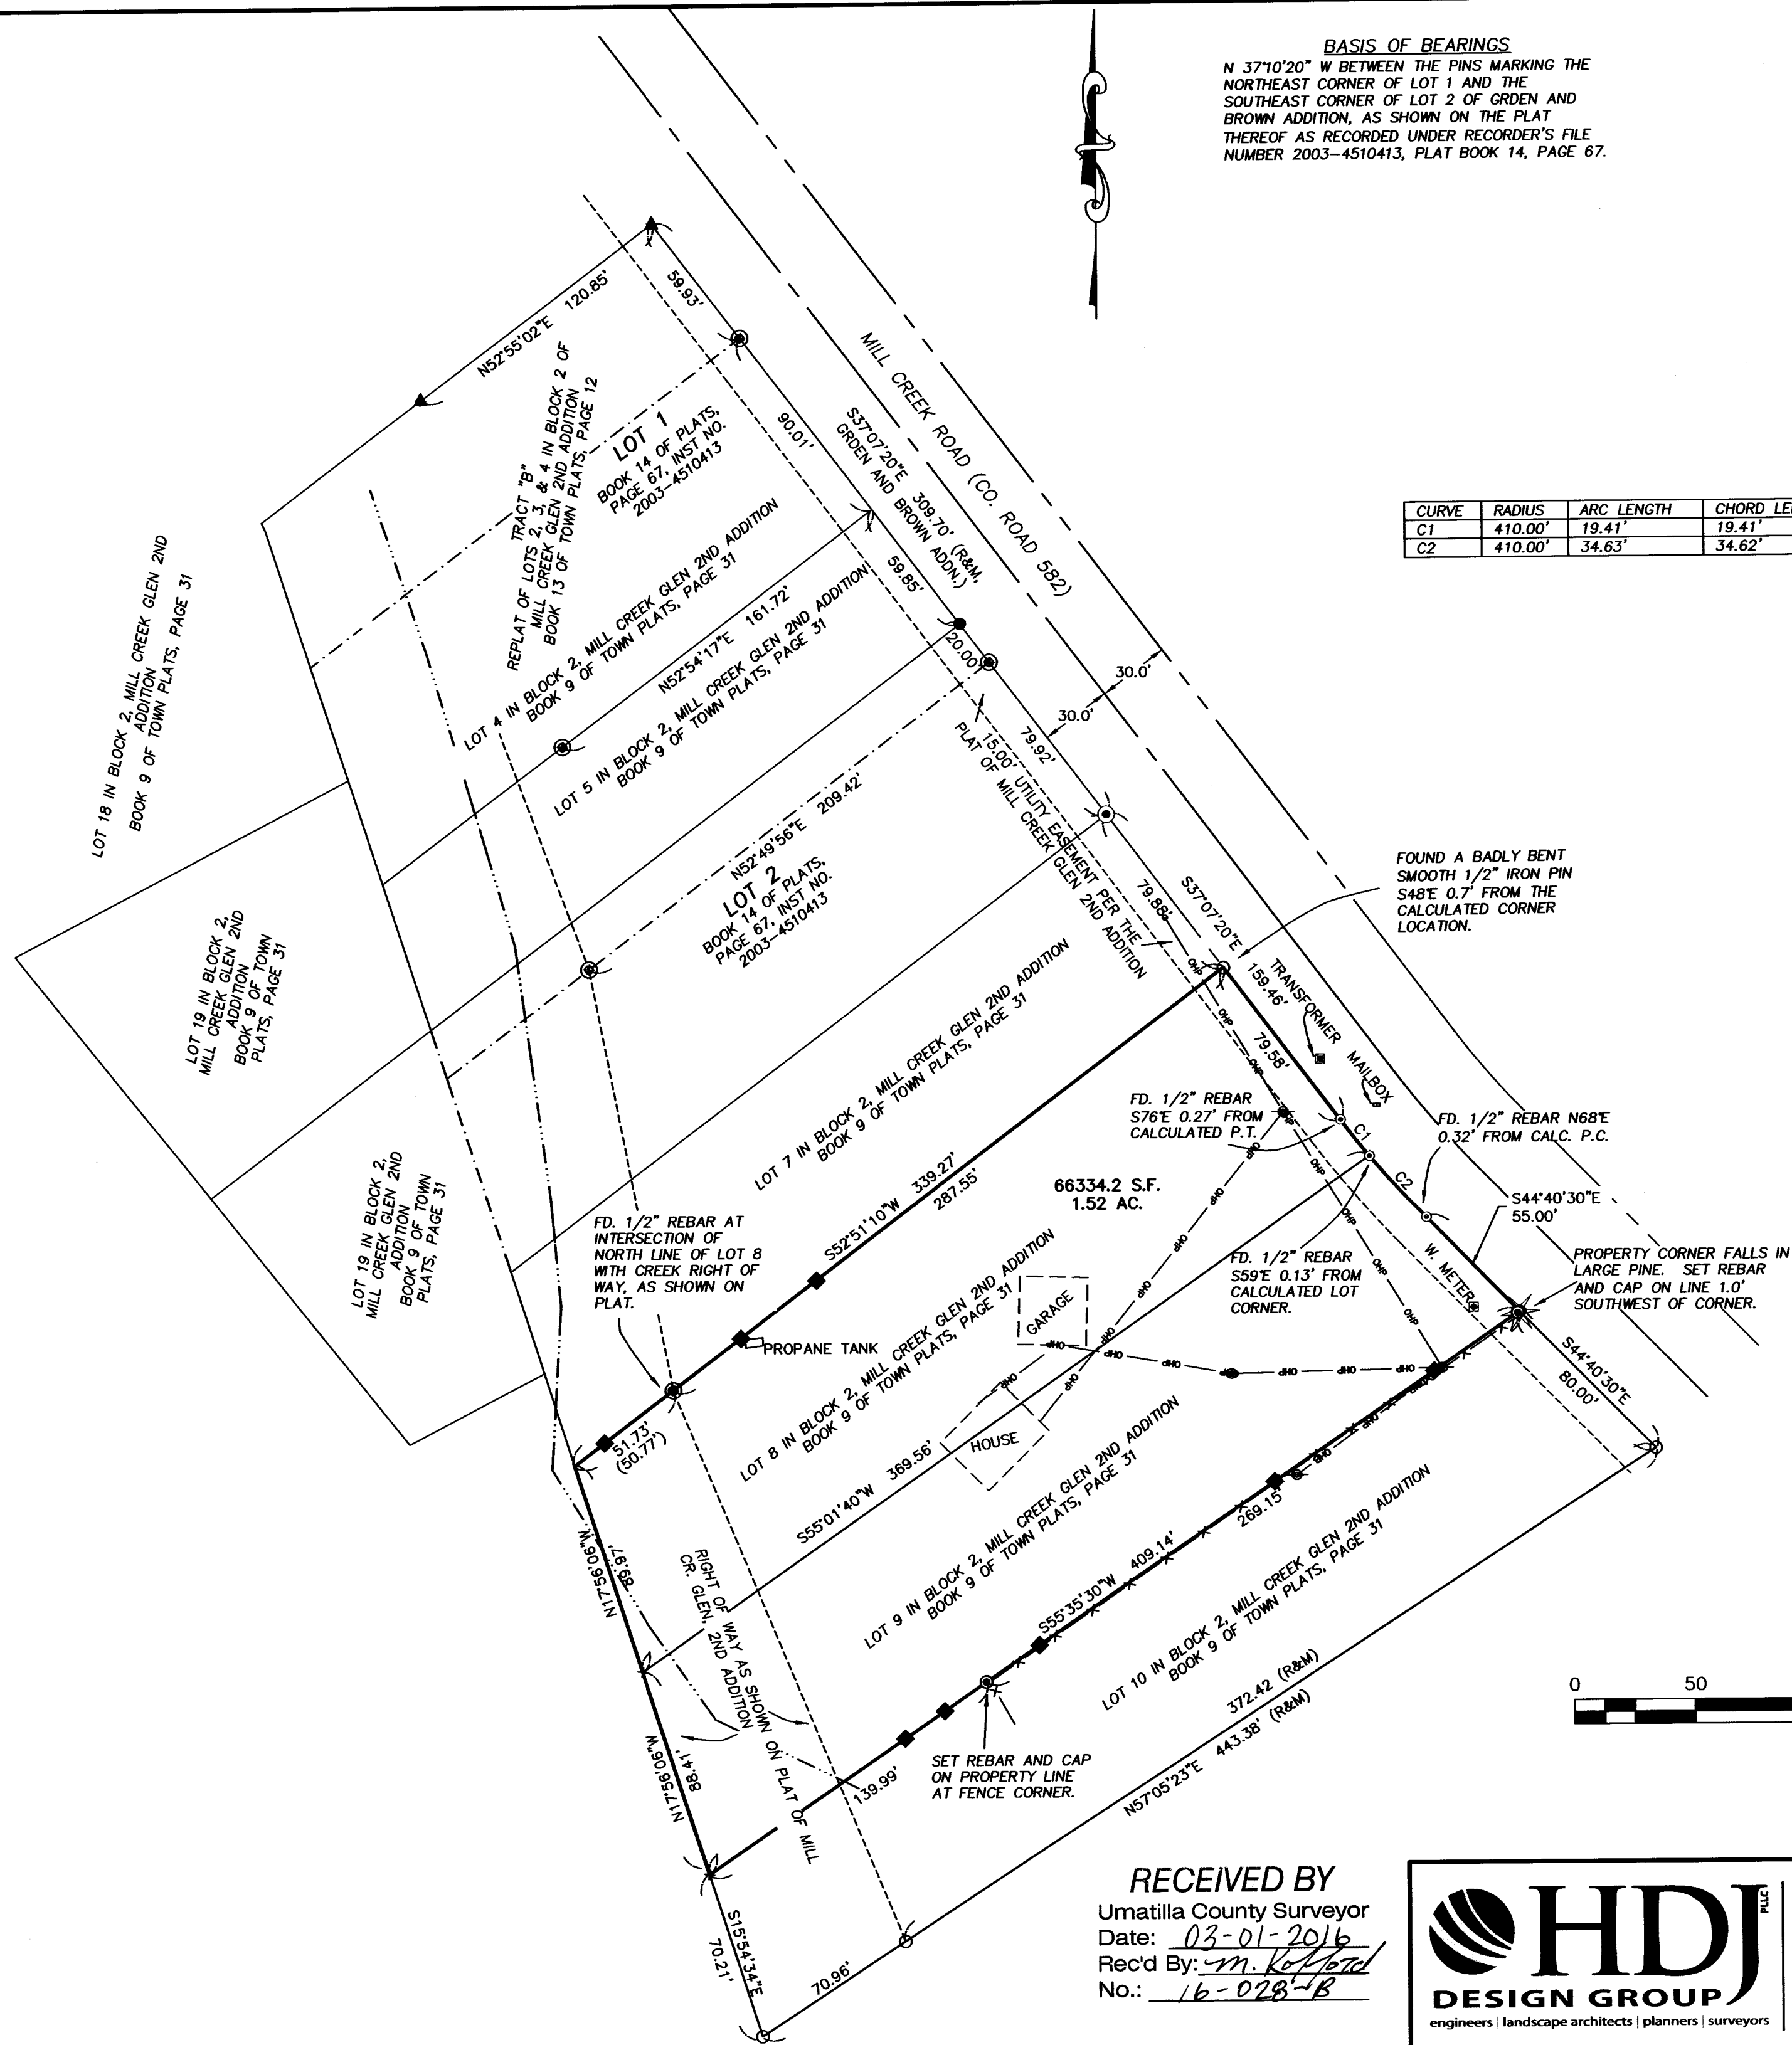 BASIS OF BEARINGS
N 37°10'20" W BETWEEN THE PINS MARKING THE
NORTHEAST CORNER OF LOT 1 AND THE
SOUTHEAST CORNER OF LOT 2 OF GRDEN AND
BROWN ADDITION, AS SHOWN ON THE PLAT
THEREOF AS RECORDED UNDER RECORDER'S FILE
NUMBER 2003-4510413, PLAT BOOK 14, PAGE 67.
N52°55'02"E 120.85'
59.93'
TRACT "B"
REPLAT OF LOTS 2, 3, & 4 IN BLOCK 2 OF
MILL CREEK GLEN 2ND ADDITION
BOOK 13 OF TOWN PLATS, PAGE 12
LOT 1
BOOK 14 OF PLATS,
PAGE 67, INST NO.
2003-4510413
90.01'
S37°07'20"E 309.70' (R&M,
GRDEN AND BROWN ADDN.)
MILL CREEK ROAD (CO. ROAD 582)
CURVE RADIUS ARC LENGTH CHORD
C1 410.00' 19.41' 19.41'
C2 410.00' 34.63' 34.62'
LOT 18 IN BLOCK 2, MILL CREEK GLEN 2ND
ADDITION
BOOK 9 OF TOWN PLATS, PAGE 31
LOT 4 IN BLOCK 2, MILL CREEK GLEN 2ND ADDITION
BOOK 9 OF TOWN PLATS, PAGE 31
N52°54'17"E 161.72'
59.85'
20.00'
LOT 5 IN BLOCK 2, MILL CREEK GLEN 2ND ADDITION
BOOK 9 OF TOWN PLATS, PAGE 31
30.0'
30.0'
79.92'
15.00' UTILITY EASEMENT PER THE
PLAT OF MILL CREEK GLEN 2ND ADDITION
N52°49'56"E 209.42'
LOT 2
BOOK 14 OF PLATS,
PAGE 67, INST NO.
2003-4510413
79.88'
S37°07'20"E
159.46'
FOUND A BADLY BENT
SMOOTH 1/2" IRON PIN
S48°E 0.7' FROM THE
CALCULATED CORNER
LOCATION.
LOT 19 IN BLOCK 2,
MILL CREEK GLEN 2ND
ADDITION
BOOK 9 OF TOWN
PLATS, PAGE 31
LOT 7 IN BLOCK 2, MILL CREEK GLEN 2ND ADDITION
BOOK 9 OF TOWN PLATS, PAGE 31
OHP
OHP
OHP
TRANSFORMER
79.58'
MAILBOX
OHP
FD. 1/2" REBAR
S76°E 0.27' FROM
CALCULATED P.T.
C1
FD. 1/2" REBAR N68°E
0.32' FROM CALC. P.C.
C2
LOT 19 IN BLOCK 2,
MILL CREEK GLEN 2ND
ADDITION
BOOK 9 OF TOWN
PLATS, PAGE 31
S52°51'10"W 339.27'
287.55'
66334.2 S.F.
1.52 AC.
OHP
OHP
OHP
OHP
OHP
OHP
S44°40'30"E
55.00'
FD. 1/2" REBAR AT
INTERSECTION OF
NORTH LINE OF LOT 8
WITH CREEK RIGHT OF
WAY, AS SHOWN ON
PLAT.
FD. 1/2" REBAR
S59°E 0.13' FROM
CALCULATED LOT
CORNER.
W. METER
PROPERTY CORNER FALLS IN
LARGE PINE. SET REBAR
AND CAP ON LINE 1.0'
SOUTHWEST OF CORNER.
PROPANE TANK
GARAGE
OHP
OHP
OHP
OHP
OHP
OHP
OHP
OHP
OHP
OHP
OHP
HOUSE
LOT 8 IN BLOCK 2, MILL CREEK GLEN 2ND ADDITION
BOOK 9 OF TOWN PLATS, PAGE 31
S44°40'30"E
80.00'
51.73'
(50.77')
S55°01'40"W 369.56'
LOT 9 IN BLOCK 2, MILL CREEK GLEN 2ND ADDITION
BOOK 9 OF TOWN PLATS, PAGE 31
269.15'
S55°35'30"W 409.14'
N17°56'06"W
89.97'
RIGHT OF WAY AS SHOWN ON PLAT OF MILL
CR. GLEN, 2ND ADDITION
LOT 10 IN BLOCK 2, MILL CREEK GLEN 2ND ADDITION
BOOK 9 OF TOWN PLATS, PAGE 31
N17°56'06"W
88.41'
139.99'
SET REBAR AND CAP
ON PROPERTY LINE
AT FENCE CORNER.
372.42 (R&M)
N57°05'23"E 443.38' (R&M)
0 50
S15°54'34"E
70.21'
70.96'
RECEIVED BY
Umatilla County Surveyor
Date: 03-01-2016
Rec'd By: m.
No.: 16-028-B
HDJ PLLC
DESIGN GROUP
engineers | landscape architects | planners | surveyors